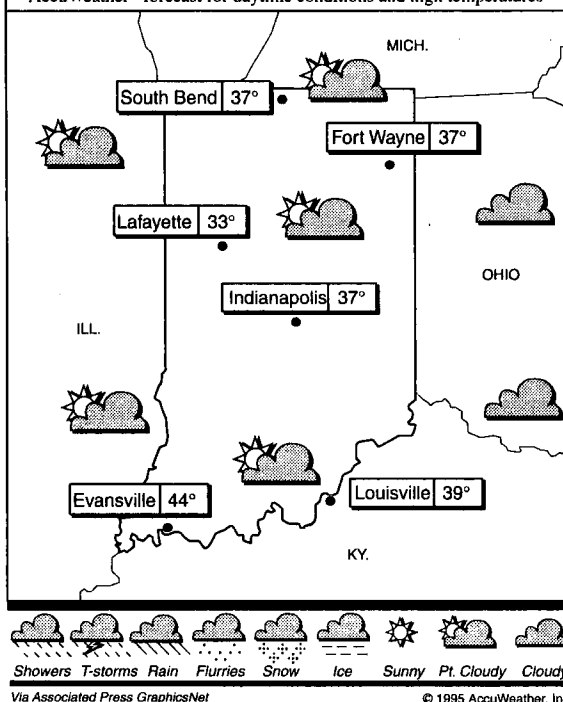 AccuWeather® forecast for daytime conditions and high temperatures
MICH.
South Bend 37°
Fort Wayne 37°
Lafayette 33°
OHIO
Indianapolis 37°
ILL.
Evansville 44°
Louisville 39°
KY.
Showers T-storms Rain Flurries Snow Ice Sunny Pt. Cloudy Cloudy
Via Associated Press GraphicsNet
© 1995 AccuWeather, In